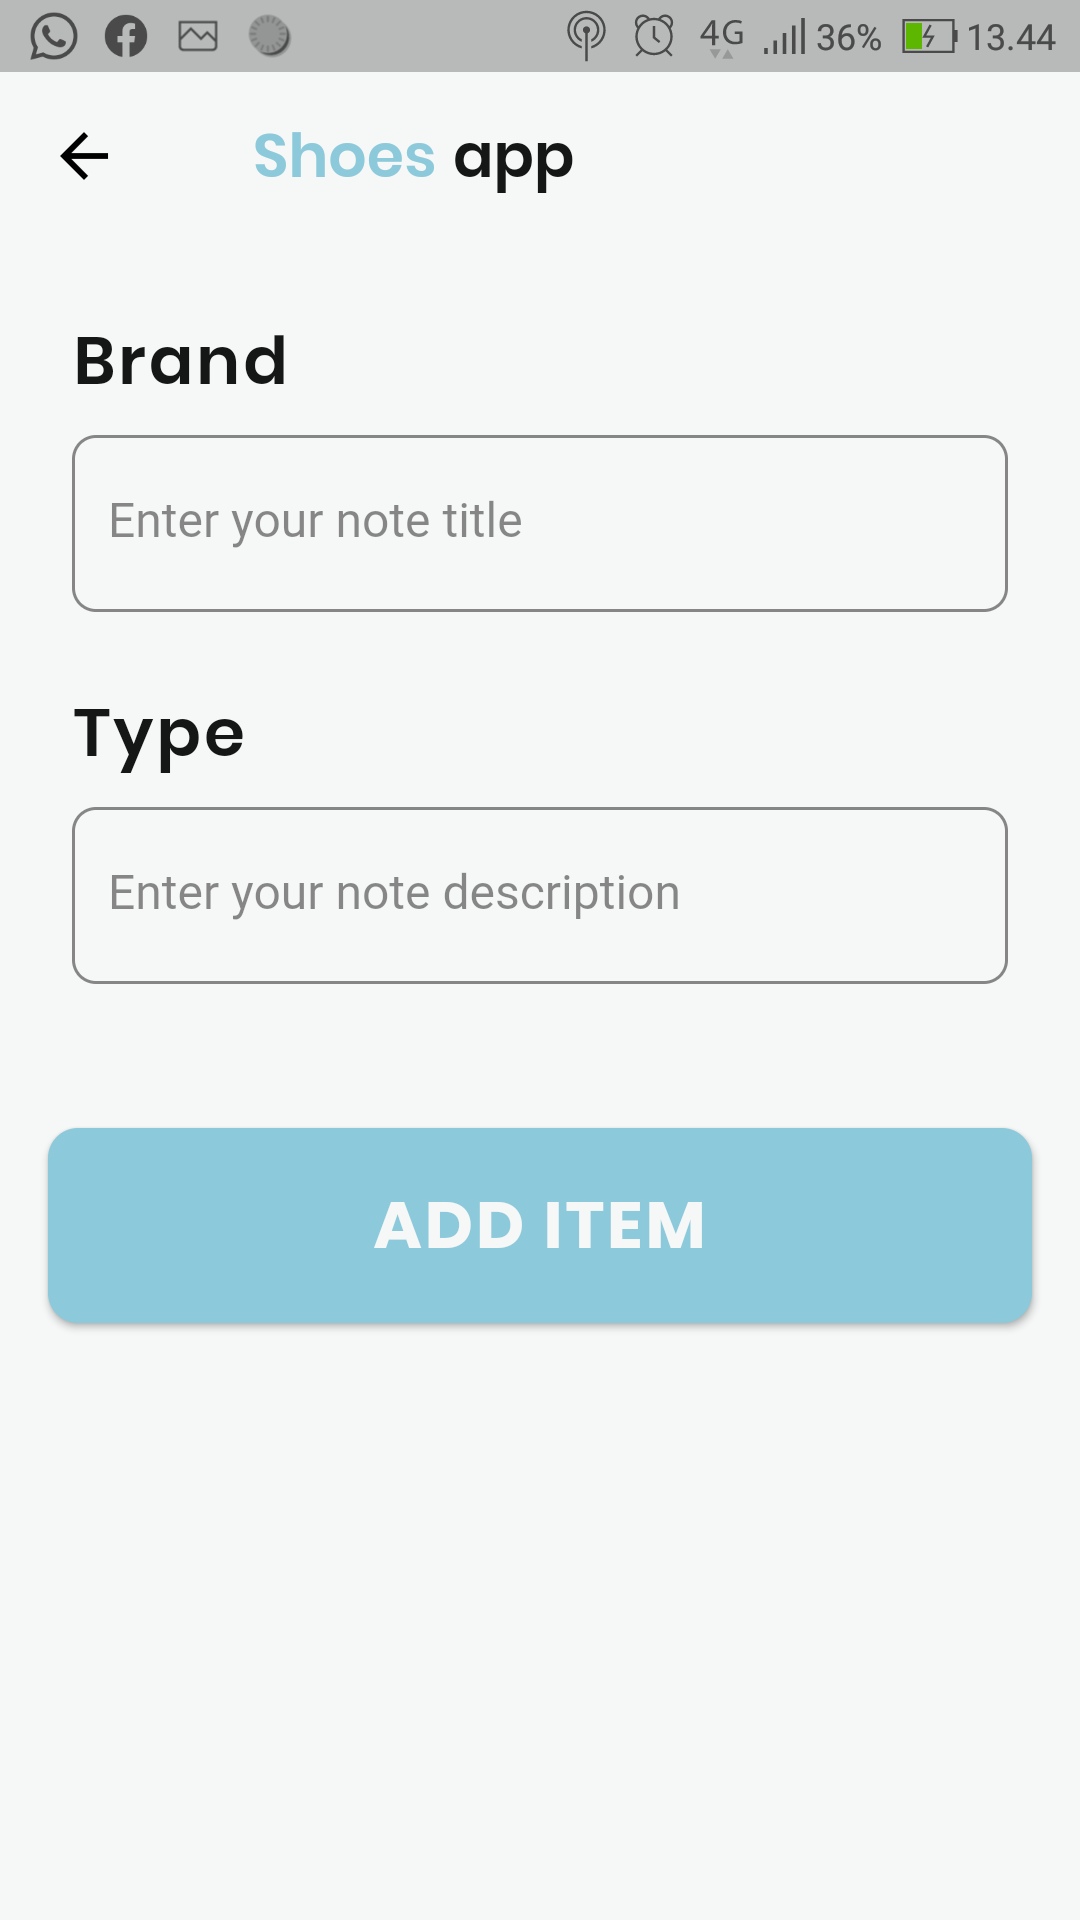 4G 36% 13.44
Shoes app
Brand
Enter your note title
Type
Enter your note description
ADD ITEM